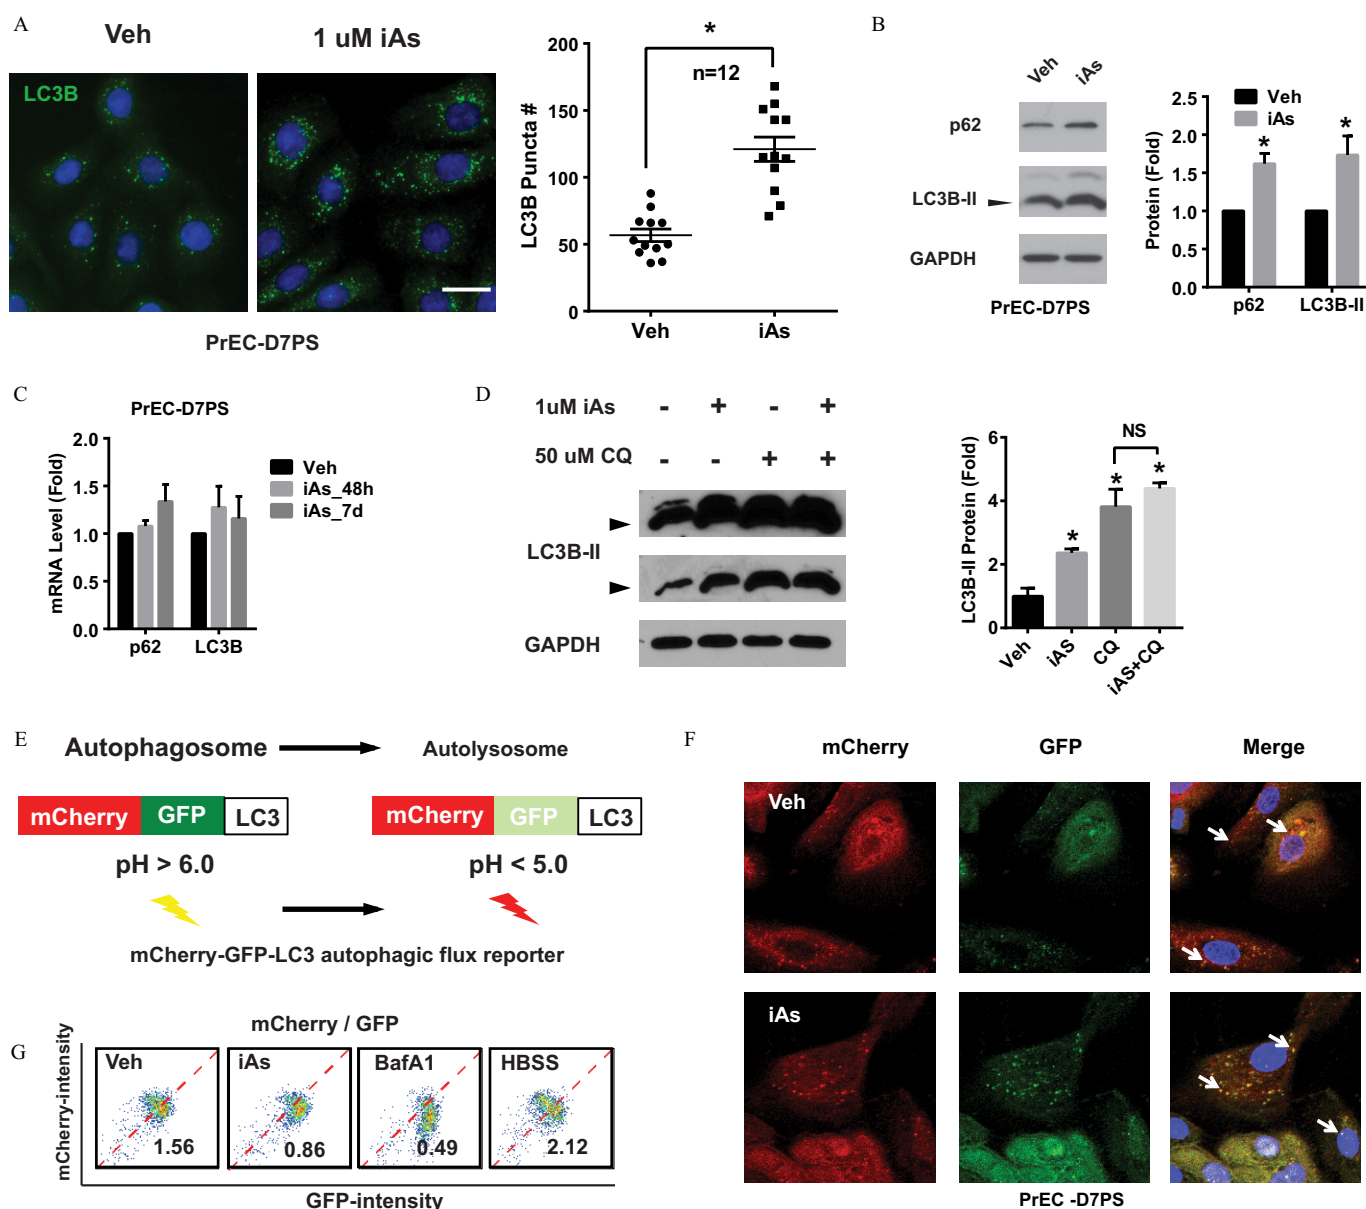 A
Veh
1 uM iAs
LC3B
PrEC-D7PS
LC3B Puncta #
200
150
100
50
0
*
n=12
Veh
iAs
B
Veh
iAs
p62
LC3B-II
GAPDH
PrEC-D7PS
Protein (Fold)
2.5
2.0
1.5
1.0
0.5
0.0
Veh
iAs
*
*
p62
LC3B-II
C
PrEC-D7PS
mRNA Level (Fold)
2.0
1.5
1.0
0.5
0.0
Veh
iAs_48h
iAs_7d
p62
LC3B
D
1uM iAs
- + - +
50 uM CQ
- - + +
LC3B-II
GAPDH
LC3B-II Protein (Fold)
6
4
2
0
NS
*
*
*
Veh
iAS
CQ
iAS+CQ
E
Autophagosome
Autolysosome
mCherry GFP LC3
mCherry GFP LC3
pH > 6.0
pH < 5.0
mCherry-GFP-LC3 autophagic flux reporter
F
mCherry
GFP
Merge
Veh
iAs
PrEC -D7PS
G
mCherry / GFP
mCherry-intensity
Veh
1.56
iAs
0.86
BafA1
0.49
HBSS
2.12
GFP-intensity